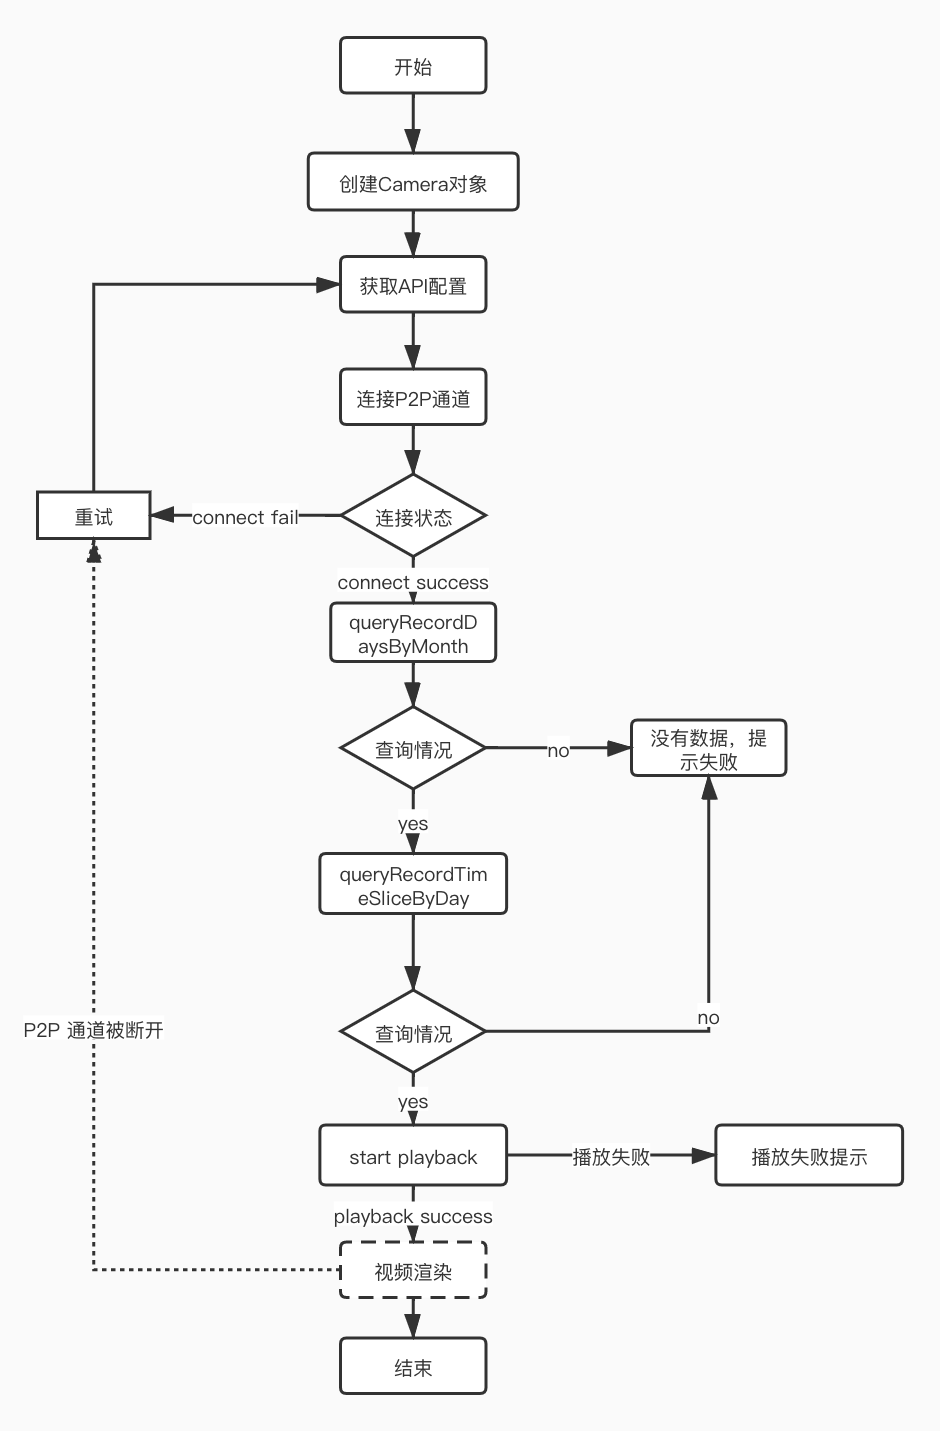 开始
创建Camera对象
获取API配置
连接P2P通道
重试
connect fail
连接状态
connect success
queryRecordD
aysByMonth
查询情况
no
没有数据，提
示失败
yes
queryRecordTim
eSliceByDay
查询情况
no
P2P 通道被断开
yes
start playback
播放失败
播放失败提示
playback success
视频渲染
结束